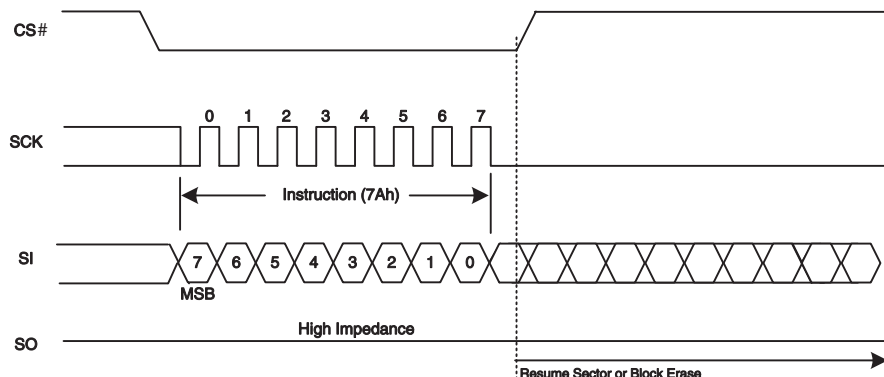 CS#
0 1 2 3 4 5 6 7
SCK
Instruction (7Ah)
SI
7 6 5 4 3 2 1 0
MSB
High Impedance
SO
Resume Sector or Block Erase